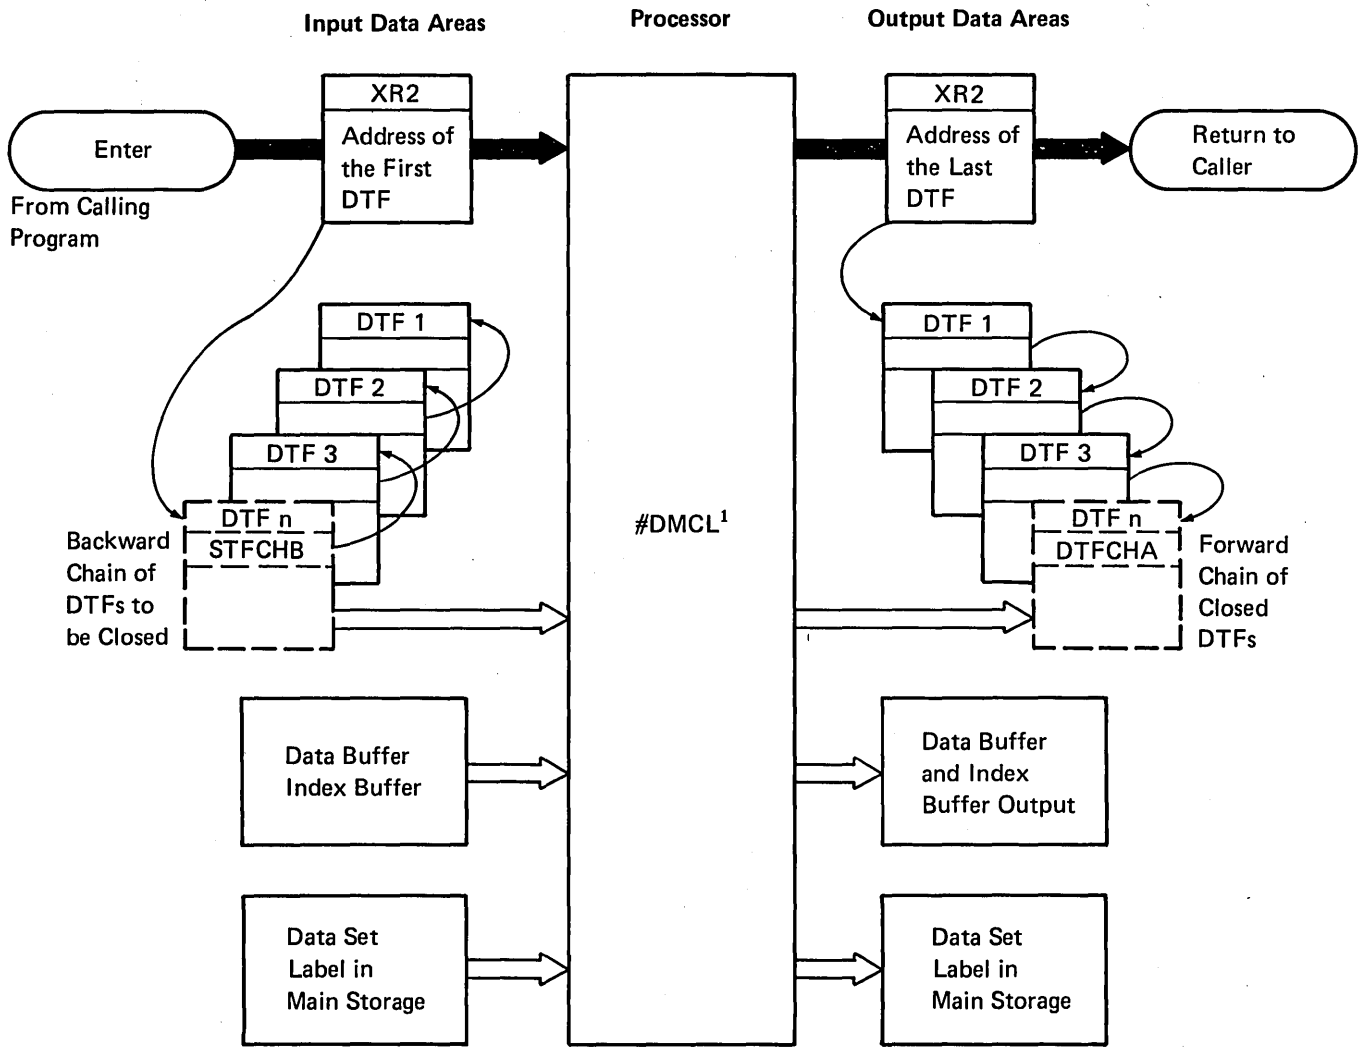 Input Data Areas
Processor
Output Data Areas
Enter
From Calling
Program
XR2
Address of
the First
DTF
XR2
Address of
the Last
DTF
Return to
Caller
DTF 1
DTF 2
DTF 3
DTF n
STFCHB
Backward
Chain of
DTFs to
be Closed
#DMCL¹
DTF 1
DTF 2
DTF 3
DTF n
DTFCHA
Forward
Chain of
Closed
DTFs
Data Buffer
Index Buffer
Data Buffer
and Index
Buffer Output
Data Set
Label in
Main Storage
Data Set
Label in
Main Storage